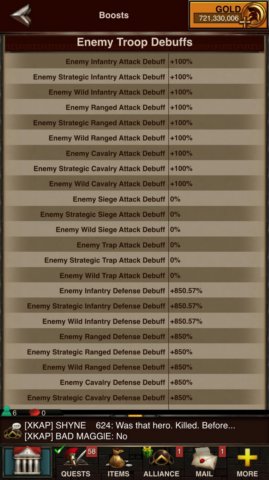 Boosts
GOLD
721,330,006
Enemy Troop Debuffs
Enemy Infantry Attack Debuff +100%
Enemy Strategic Infantry Attack Debuff +100%
Enemy Wild Infantry Attack Debuff +100%
Enemy Ranged Attack Debuff +100%
Enemy Strategic Ranged Attack Debuff +100%
Enemy Wild Ranged Attack Debuff +100%
Enemy Cavalry Attack Debuff +100%
Enemy Strategic Cavalry Attack Debuff +100%
Enemy Wild Cavalry Attack Debuff +100%
Enemy Siege Attack Debuff 0%
Enemy Strategic Siege Attack Debuff 0%
Enemy Wild Siege Attack Debuff 0%
Enemy Trap Attack Debuff 0%
Enemy Strategic Trap Attack Debuff 0%
Enemy Wild Trap Attack Debuff 0%
Enemy Infantry Defense Debuff +850.57%
Enemy Strategic Infantry Defense Debuff +850.57%
Enemy Wild Infantry Defense Debuff +850.57%
Enemy Ranged Defense Debuff +850%
Enemy Strategic Ranged Defense Debuff +850%
Enemy Wild Ranged Defense Debuff +850%
Enemy Cavalry Defense Debuff +850%
Enemy Strategic Cavalry Defense Debuff +850%
6 0
[XKAP] SHYNE 624: Was that hero. Killed. Before...
[XKAP] BAD MAGGIE: No
58 1 1
QUESTS ITEMS ALLIANCE MAIL MORE